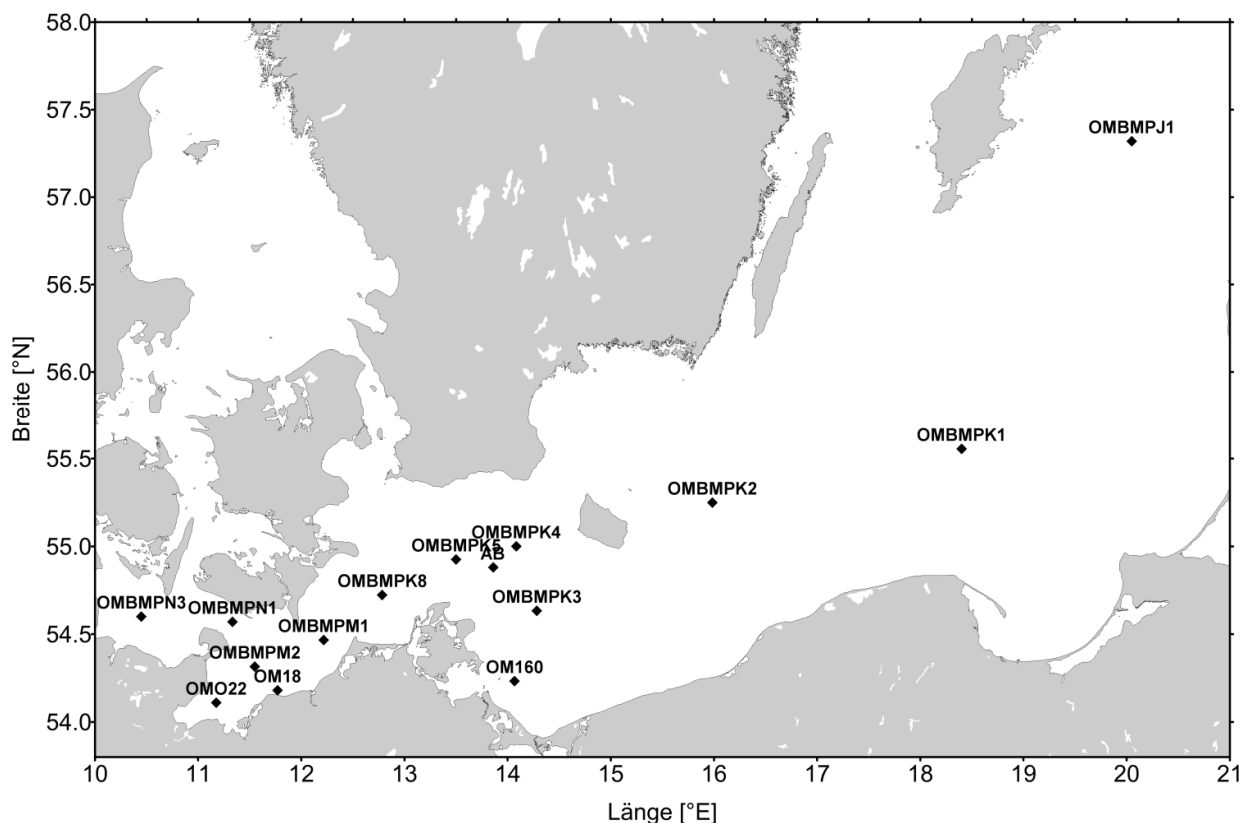 58.0
57.5
57.0
56.5
56.0
55.5
55.0
54.5
54.0
Breite [°N]
OMBMPJ1
OMBMPK1
OMBMPK2
OMBMPK4
OMBMPK5
AB
OMBMPK8
OMBMPK3
OMBMPN3
OMBMPN1
OMBMPM1
OMBMPM2
OM18
OM160
OMO22
10 11 12 13 14 15 16 17 18 19 20 21
Länge [°E]